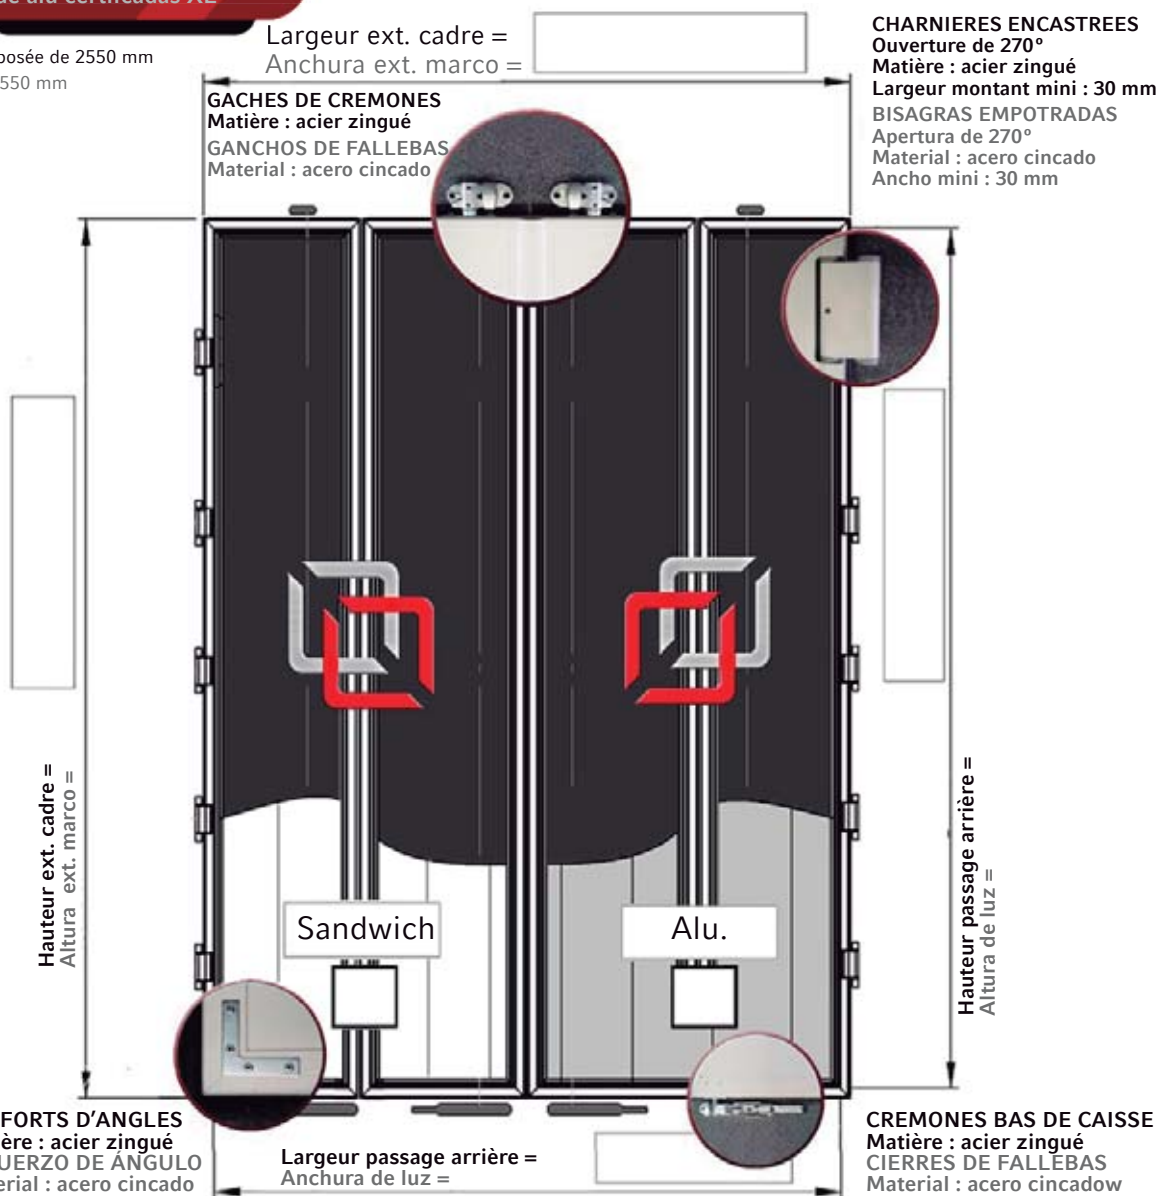 de alu certificadas XL
posée de 2550 mm
550 mm
Largeur ext. cadre =
Anchura ext. marco =
CHARNIERES ENCASTREES
Ouverture de 270°
Matière : acier zingué
Largeur montant mini : 30 mm
BISAGRAS EMPOTRADAS
Apertura de 270°
Material : acero cincado
Ancho mini : 30 mm
GACHES DE CREMONES
Matière : acier zingué
GANCHOS DE FALLEBAS
Material : acero cincado
Hauteur ext. cadre =
Altura ext. marco =
Hauteur passage arrière =
Altura de luz =
Sandwich
Alu.
FORTS D'ANGLES
ière : acier zingué
UERZO DE ÁNGULO
erial : acero cincado
Largeur passage arrière =
Anchura de luz =
CREMONES BAS DE CAISSE
Matière : acier zingué
CIERRES DE FALLEBAS
Material : acero cincadow